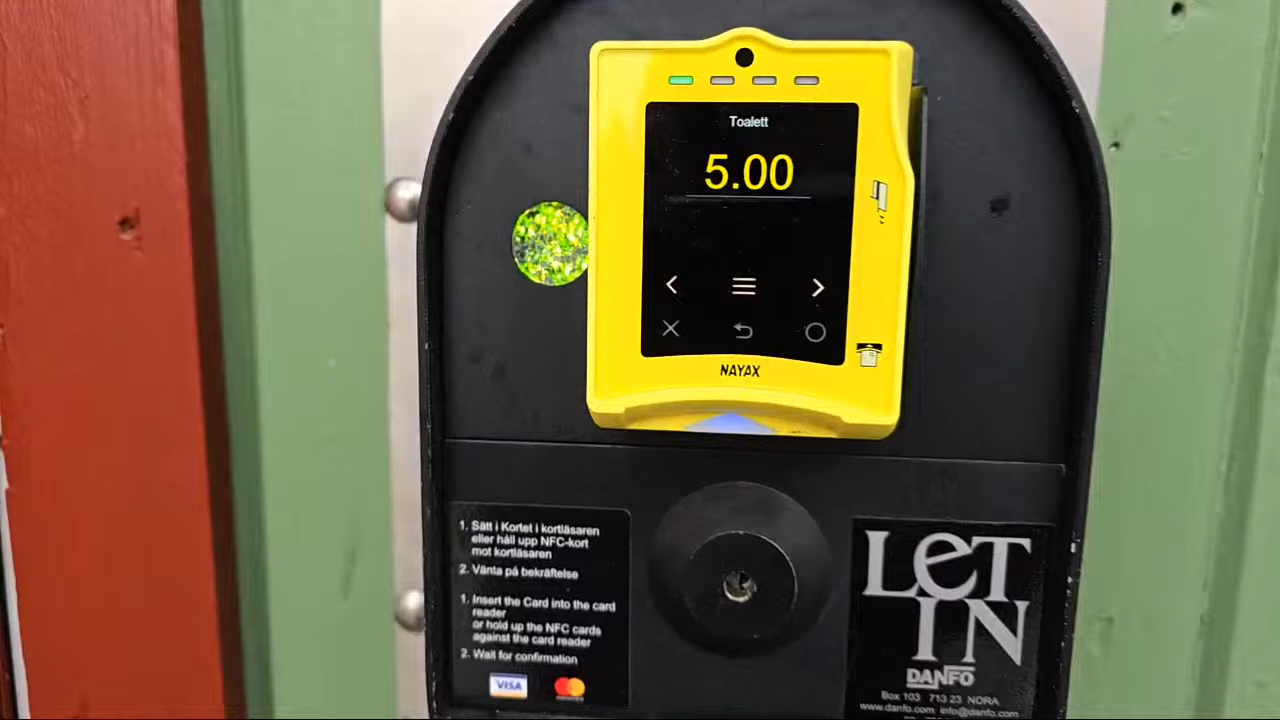 Toalett
5.00
NAYAX
1. Sätt i Kortet i kortläsaren
eller håll upp NFC-kort
mot kortläsaren
2. Vänta på bekräftelse
1. Insert the Card into the card
reader
or hold up the NFC cards
against the card reader
2. Wait for confirmation
VISA
LET
IN
DANFO
Box 103 713 23 NORA
www.danfo.com info@danfo.com